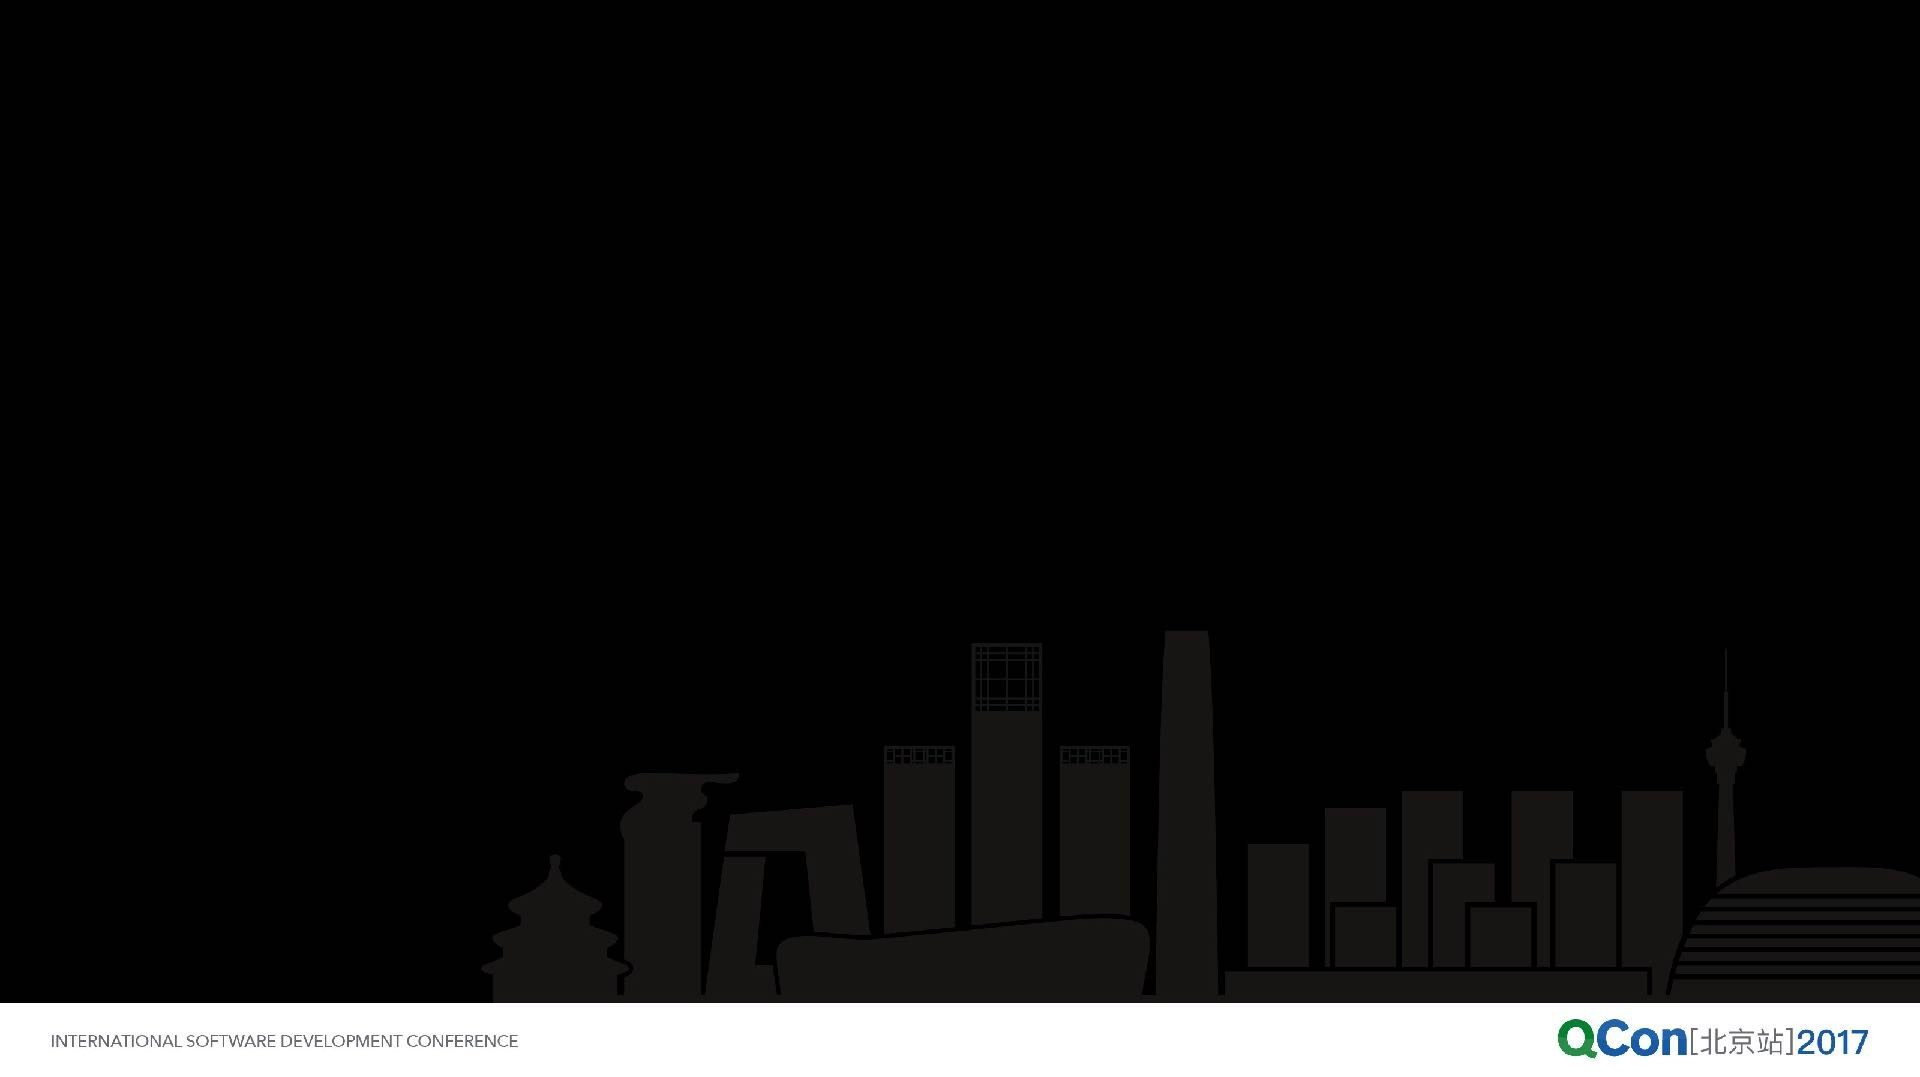 INTERNATIONAL SOFTWARE DEVELOPMENT CONFERENCE
QCon[北京站]2017